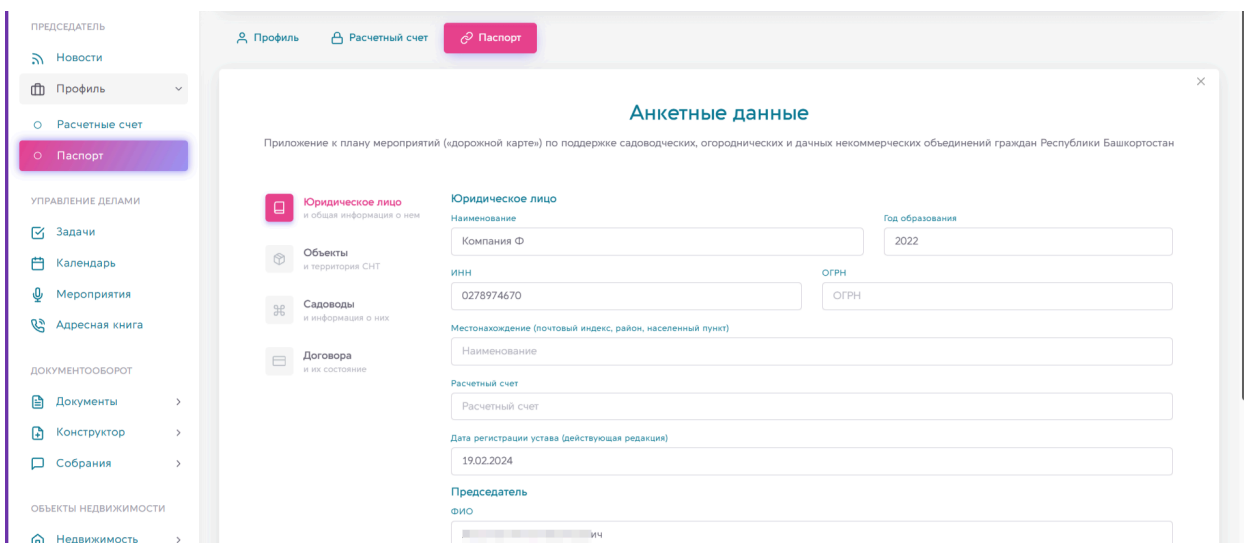 ПРЕДСЕДАТЕЛЬ
Новости
Профиль
Расчетные счет
Паспорт
УПРАВЛЕНИЕ ДЕЛАМИ
Задачи
Календарь
Мероприятия
Адресная книга
ДОКУМЕНТООБОРОТ
Документы
Конструктор
Собрания
ОБЪЕКТЫ НЕДВИЖИМОСТИ
Недвижимость
Профиль Расчетный счет Паспорт
Анкетные данные
Приложение к плану мероприятий («дорожной карте») по поддержке садоводческих, огороднических и дачных некоммерческих объединений граждан Республики Башкортостан
Юридическое лицо
и общая информация о нем
Объекты
и территория СНТ
Садоводы
и информация о них
Договора
и их состояние
Юридическое лицо
Наименование Год образования
Компания Ф 2022
ИНН ОГРН
0278974670 ОГРН
Местонахождение (почтовый индекс, район, населенный пункт)
Наименование
Расчетный счет
Расчетный счет
Дата регистрации устава (действующая редакция)
19.02.2024
Председатель
ФИО
ич